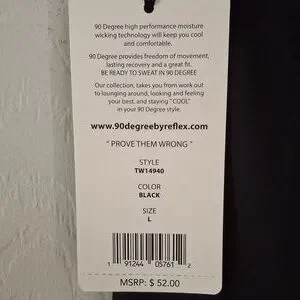 90 Degree high performance moisture
wicking technology will keep you cool
and comfortable.
90 Degree provides freedom of movement,
lasting recovery and a great fit.
BE READY TO SWEAT IN 90 DEGREE
Our collection, takes you from work out
to lounging around, looking and feeling
your best, and staying "COOL"
in your 90 Degree style.
www.90degreebyreflex.com
"PROVE THEM WRONG"
STYLE
TW14940
COLOR
BLACK
SIZE
L
1 91244 05761 2
MSRP: $ 52.00